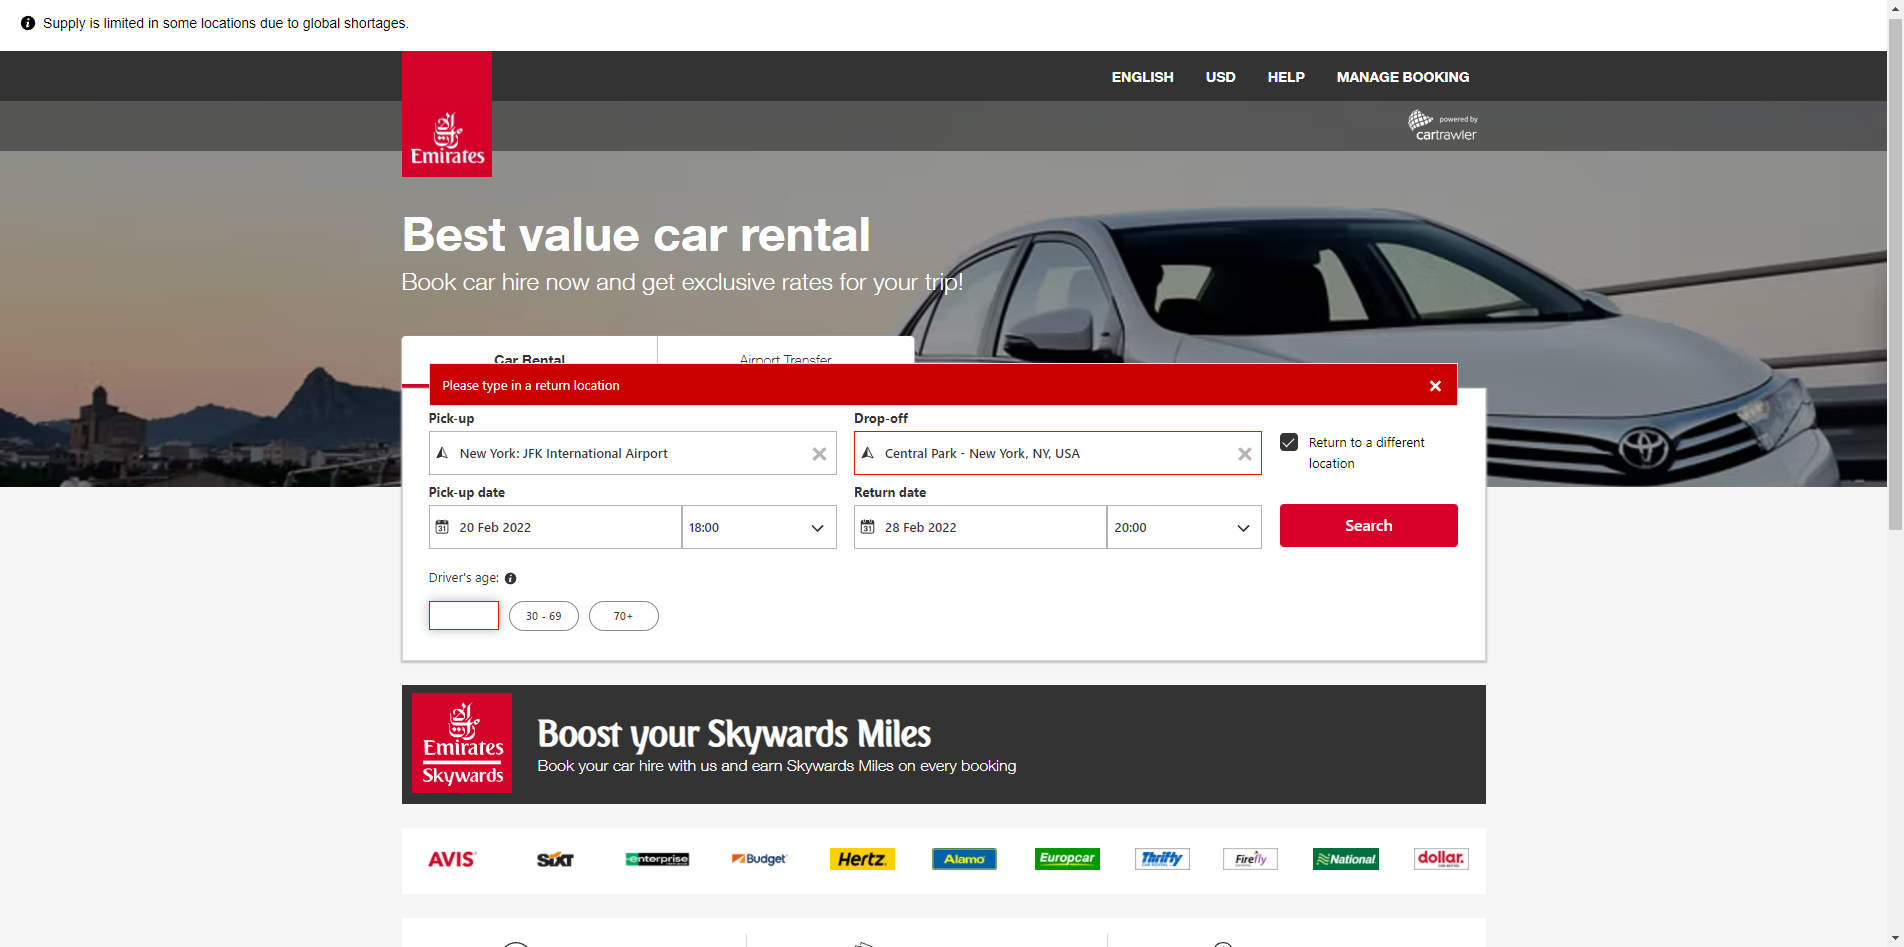 Supply is limited in some locations due to global shortages.
ENGLISH USD HELP MANAGE BOOKING
Emirates
powered by
cartrawler
Best value car rental
Book car hire now and get exclusive rates for your trip!
Car Rental Airport Transfer
Please type in a return location
Pick-up Drop-off
New York: JFK International Airport Central Park - New York, NY, USA
Return to a different
location
Pick-up date Return date
31 20 Feb 2022 18:00 31 28 Feb 2022 20:00
Search
Driver's age:
30 - 69 70+
Emirates
Skywards
Boost your Skywards Miles
Book your car hire with us and earn Skywards Miles on every booking
AVIS SIXT enterprise Budget Hertz Alamo Europcar Thrifty Firefly National dollar.